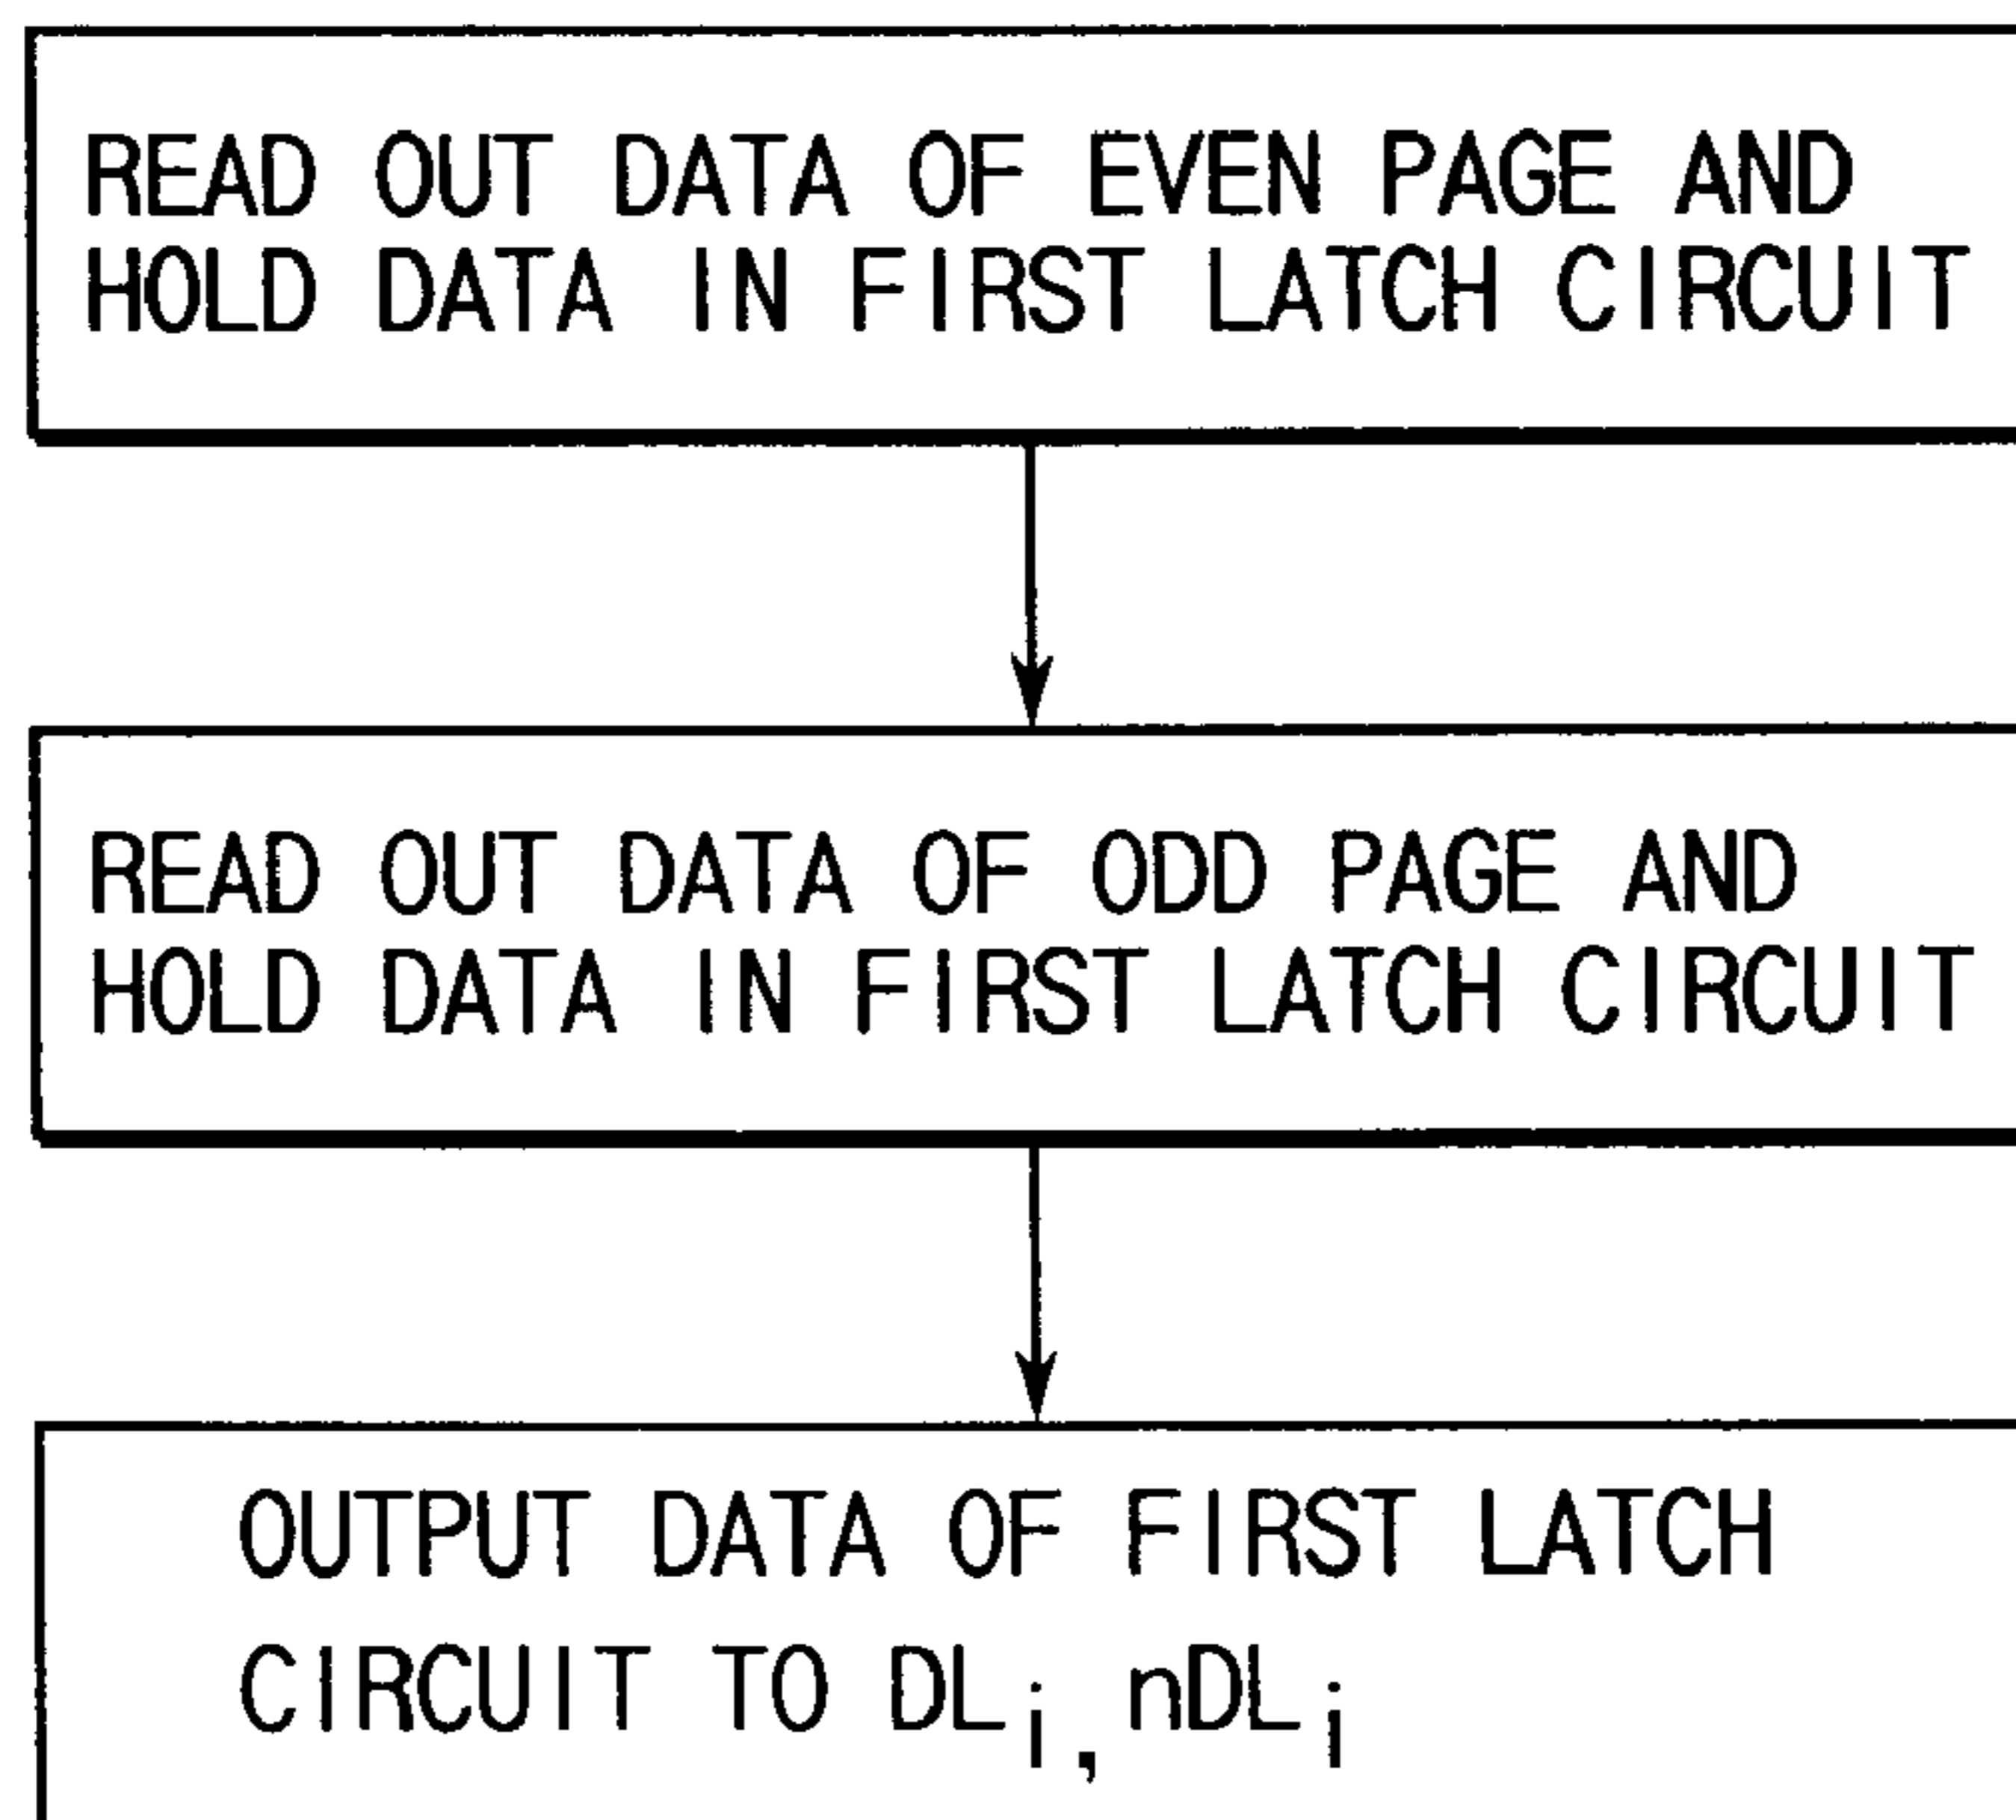 READ OUT DATA OF EVEN PAGE AND
HOLD DATA IN FIRST LATCH CIRCUIT
READ OUT DATA OF ODD PAGE AND
HOLD DATA IN FIRST LATCH CIRCUIT
OUTPUT DATA OF FIRST LATCH
CIRCUIT TO DLi, nDLi